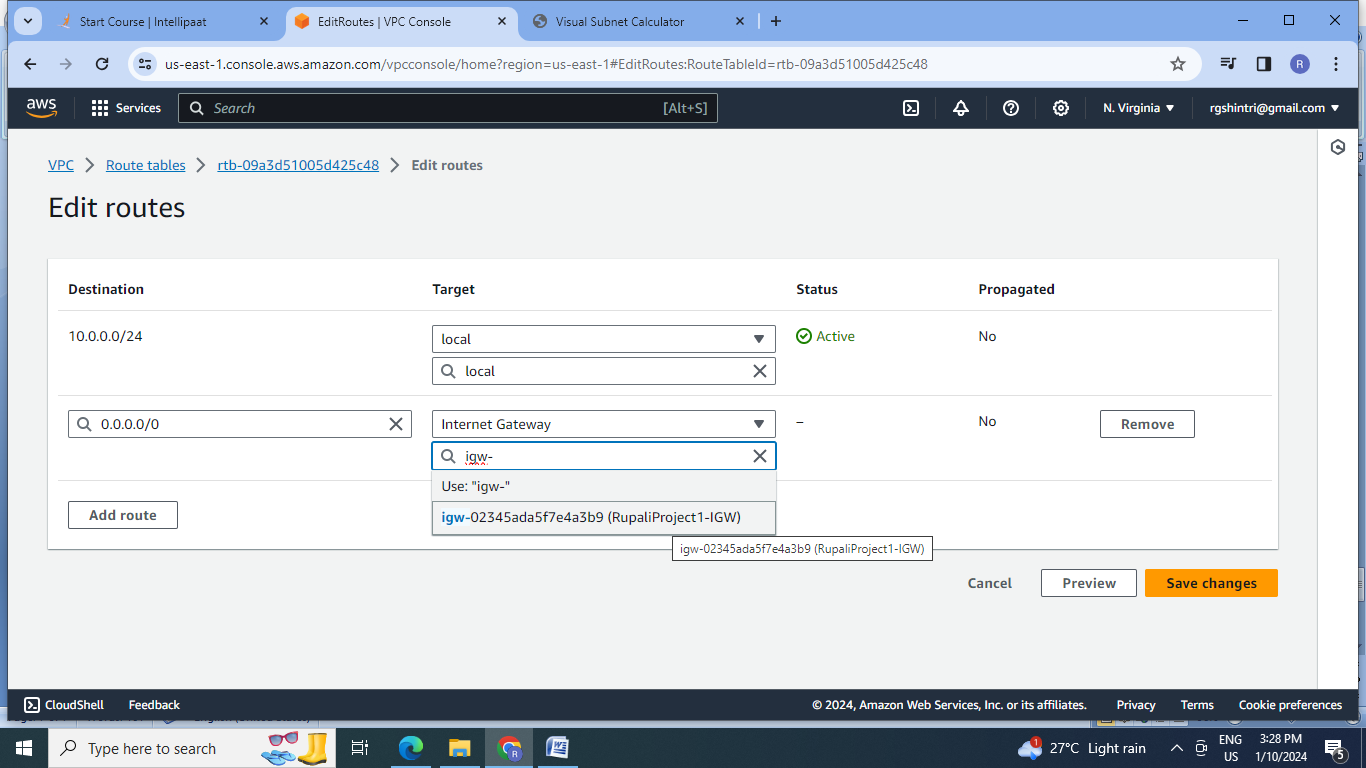 Start Course | Intellipaat
EditRoutes | VPC Console
Visual Subnet Calculator
us-east-1.console.aws.amazon.com/vpcconsole/home?region=us-east-1#EditRoutes:RouteTableId=rtb-09a3d51005d425c48
R
aws
Services
Search
[Alt+S]
N. Virginia
rgshintri@gmail.com
VPC
Route tables
rtb-09a3d51005d425c48
Edit routes
Edit routes
Destination Target Status Propagated
10.0.0.0/24
local
Active
No
local
0.0.0.0/0
Internet Gateway
–
No
Remove
igw-
Use: "igw-"
igw-02345ada5f7e4a3b9 (RupaliProject1-IGW)
Add route
igw-02345ada5f7e4a3b9 (RupaliProject1-IGW)
Cancel
Preview
Save changes
CloudShell
Feedback
© 2024, Amazon Web Services, Inc. or its affiliates.
Privacy
Terms
Cookie preferences
Type here to search
R
W
1
27°C Light rain
ENG
US
3:28 PM
1/10/2024
5